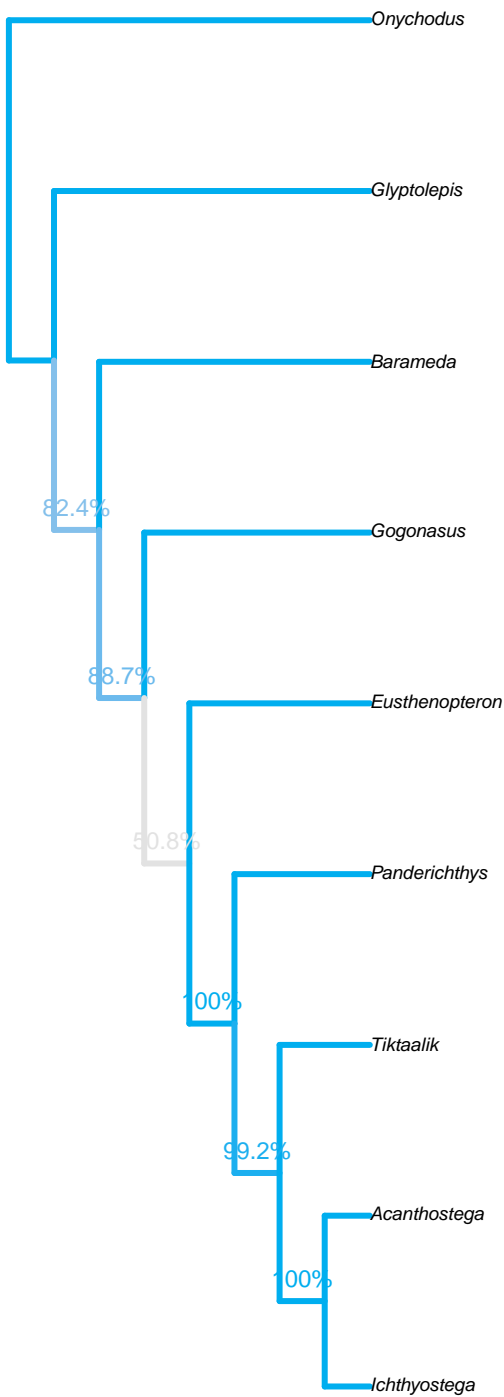 Onychodus
Glyptolepis
Barameda
82.4%
Gogonasus
88.7%
Eusthenopteron
50.8%
Panderichthys
100%
Tiktaalik
99.2%
Acanthostega
100%
Ichthyostega